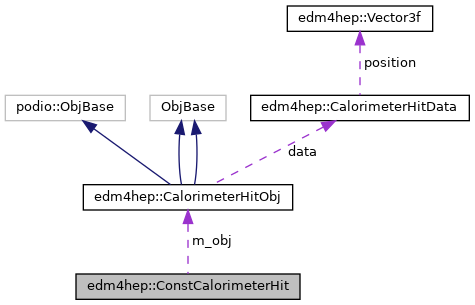 edm4hep::Vector3f
position
podio::ObjBase
ObjBase
edm4hep::CalorimeterHitData
data
edm4hep::CalorimeterHitObj
m_obj
edm4hep::ConstCalorimeterHit